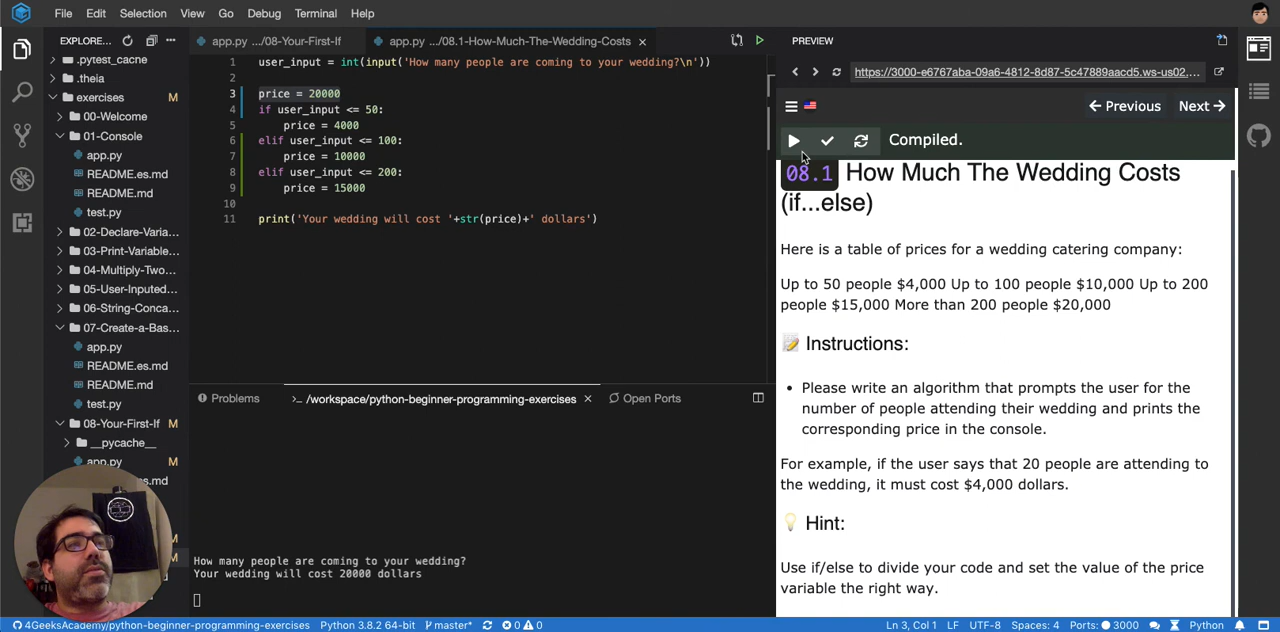 File Edit Selection View Go Debug Terminal Help
EXPLORE...
app.py .../08-Your-First-If
app.py .../08.1-How-Much-The-Wedding-Costs
.pytest_cache
.theia
exercises M
00-Welcome
01-Console
app.py
README.es.md
README.md
test.py
02-Declare-Varia...
03-Print-Variable...
04-Multiply-Two...
05-User-Inputed...
06-String-Conca...
07-Create-a-Bas...
app.py
README.es.md
README.md
test.py
08-Your-First-If M
__pycache__
app.py M
s.md
M
M
1 user_input = int(input('How many people are coming to your wedding?\n'))
2
3 price = 20000
4 if user_input <= 50:
5 price = 4000
6 elif user_input <= 100:
7 price = 10000
8 elif user_input <= 200:
9 price = 15000
10
11 print('Your wedding will cost '+str(price)+' dollars')
Problems
>_ /workspace/python-beginner-programming-exercises
Open Ports
How many people are coming to your wedding?
Your wedding will cost 20000 dollars
PREVIEW
https://3000-e6767aba-09a6-4812-8d87-5c47889aacd5.ws-us02....
Previous
Next
Compiled.
08.1 How Much The Wedding Costs
(if...else)
Here is a table of prices for a wedding catering company:
Up to 50 people $4,000 Up to 100 people $10,000 Up to 200
people $15,000 More than 200 people $20,000
Instructions:
• Please write an algorithm that prompts the user for the
number of people attending their wedding and prints the
corresponding price in the console.
For example, if the user says that 20 people are attending to
the wedding, it must cost $4,000 dollars.
Hint:
Use if/else to divide your code and set the value of the price
variable the right way.
4GeeksAcademy/python-beginner-programming-exercises Python 3.8.2 64-bit master* 0 0 Ln 3, Col 1 LF UTF-8 Spaces: 4 Ports: 3000 Python